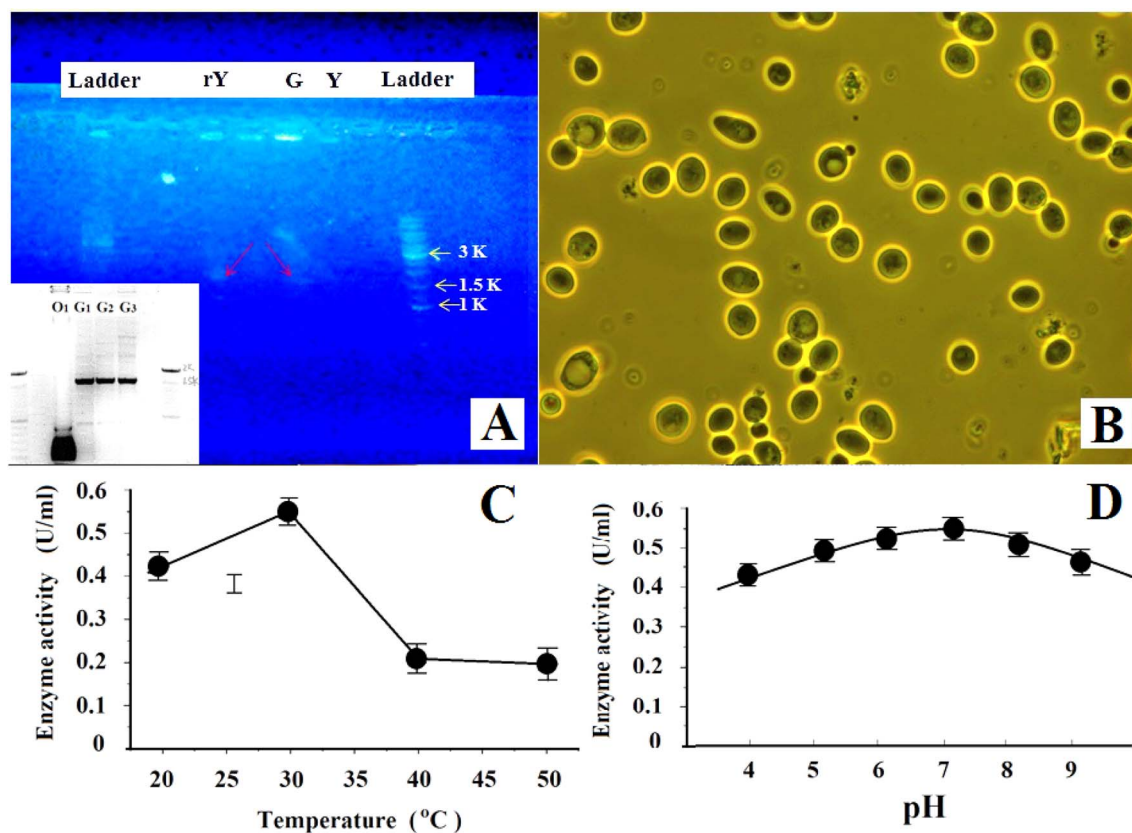 Ladder rY G Y Ladder
3 K
1.5 K
1 K
O1 G1 G2 G3
2K
1.5K
A
B
C
0.6
0.5
0.4
0.3
0.2
0.1
0
Enzyme activity (U/ml)
20 25 30 35 40 45 50
Temperature (°C)
D
0.6
0.5
0.4
0.3
0.2
0.1
0
Enzyme activity (U/ml)
4 5 6 7 8 9
pH